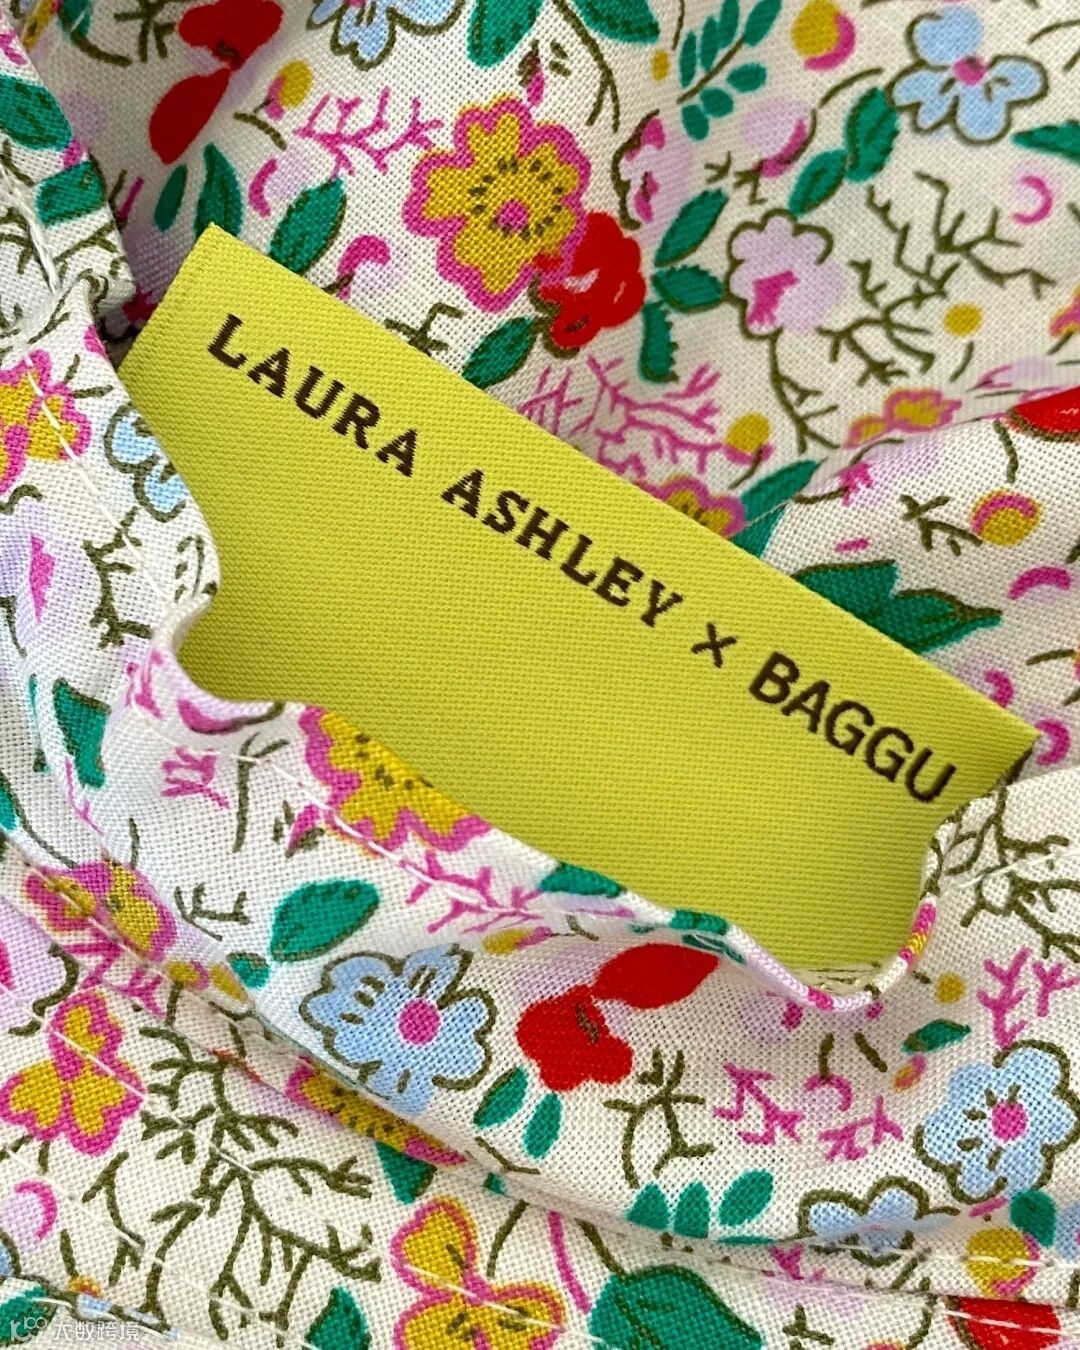 LAURA ASHLEY x BAGGU
大数跨境